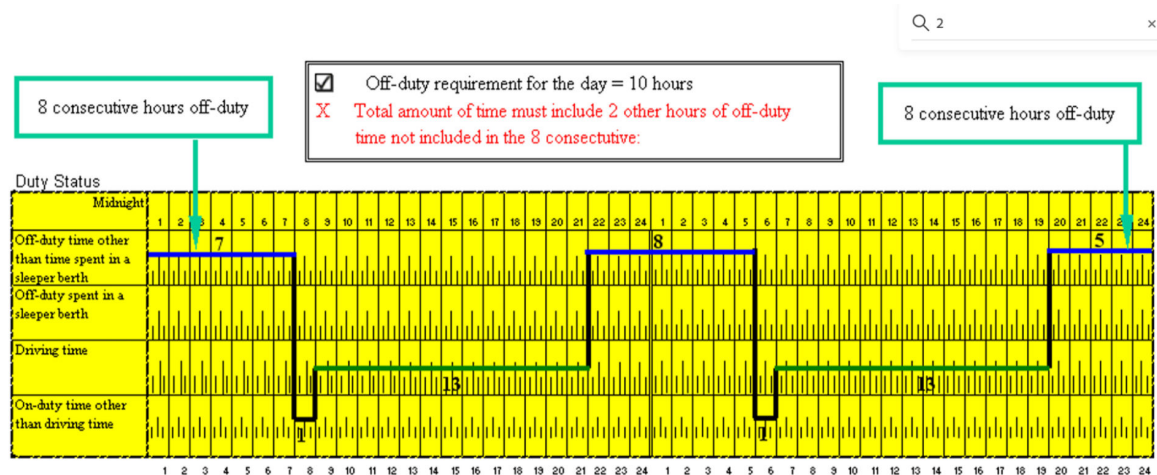 2 ×
8 consecutive hours off-duty
☑ Off-duty requirement for the day = 10 hours
X Total amount of time must include 2 other hours of off-duty
time not included in the 8 consectutive:
8 consecutive hours off-duty
Duty Status
Midnight 1 2 3 4 5 6 7 8 9 10 11 12 13 14 15 16 17 18 19 20 21 22 23 24 1 2 3 4 5 6 7 8 9 10 11 12 13 14 15 16 17 18 19 20 21 22 23 24
Off-duty time other
than time spent in a
sleeper berth
7 8 5
Off-duty spent in a
sleeper berth
Driving time
13 13
On-duty time other
than driving time
1 1
1 2 3 4 5 6 7 8 9 10 11 12 13 14 15 16 17 18 19 20 21 22 23 24 1 2 3 4 5 6 7 8 9 10 11 12 13 14 15 16 17 18 19 20 21 22 23 24